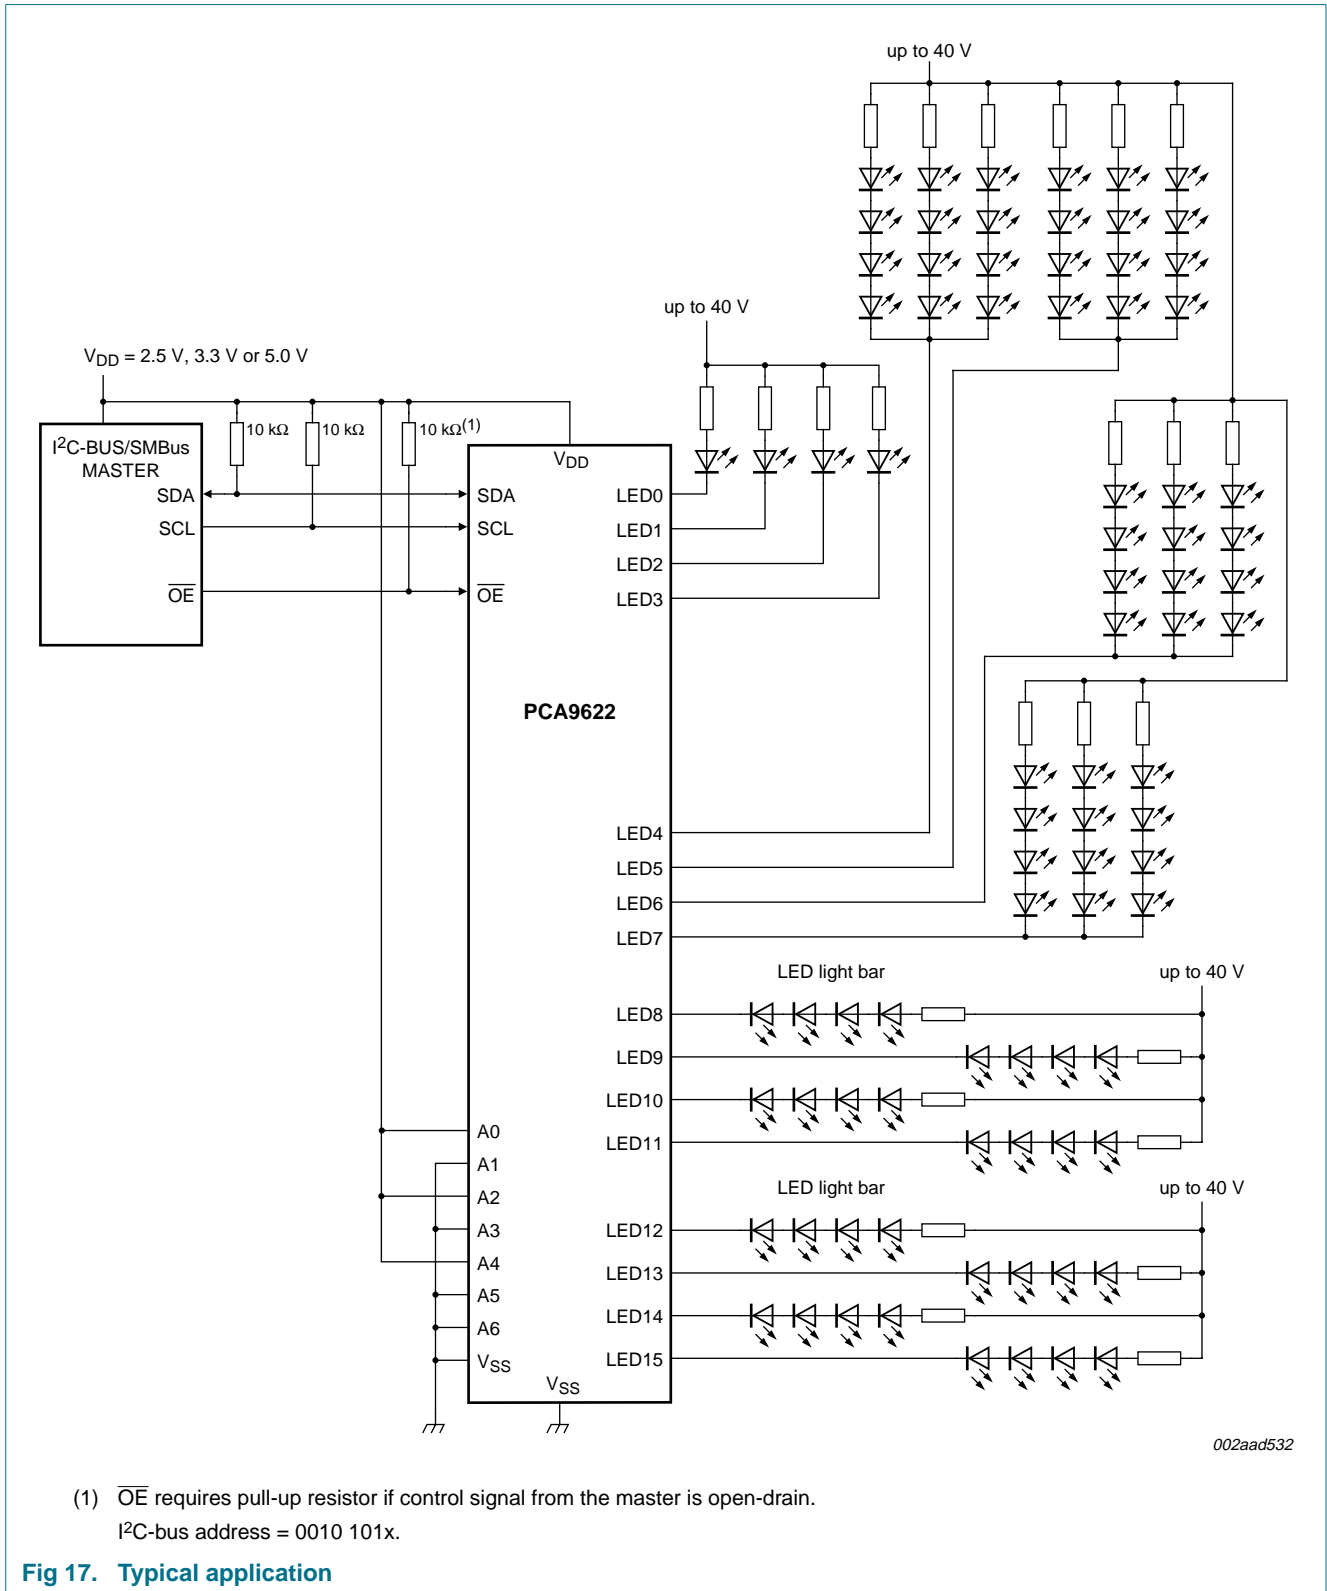 up to 40 V
up to 40 V
VDD = 2.5 V, 3.3 V or 5.0 V
10 kΩ
10 kΩ
10 kΩ(1)
I2C-BUS/SMBus
MASTER
SDA
SCL
OE
VDD
SDA
SCL
OE
LED0
LED1
LED2
LED3
PCA9622
LED4
LED5
LED6
LED7
LED light bar
up to 40 V
LED8
LED9
LED10
LED11
A0
A1
A2
A3
A4
A5
A6
VSS
VSS
LED light bar
up to 40 V
LED12
LED13
LED14
LED15
002aad532
(1) OE requires pull-up resistor if control signal from the master is open-drain.
I2C-bus address = 0010 101x.
Fig 17. Typical application